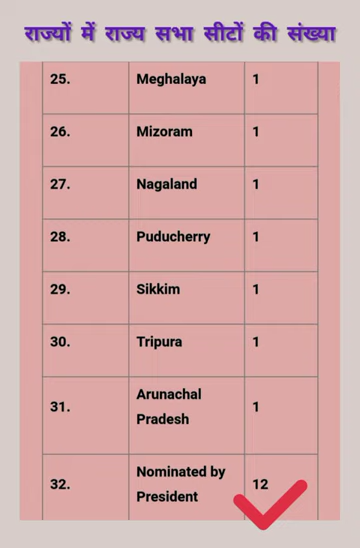 राज्यों में राज्य सभा सीटों की संख्या
25. Meghalaya 1
26. Mizoram 1
27. Nagaland 1
28. Puducherry 1
29. Sikkim 1
30. Tripura 1
31. Arunachal Pradesh 1
32. Nominated by President 12